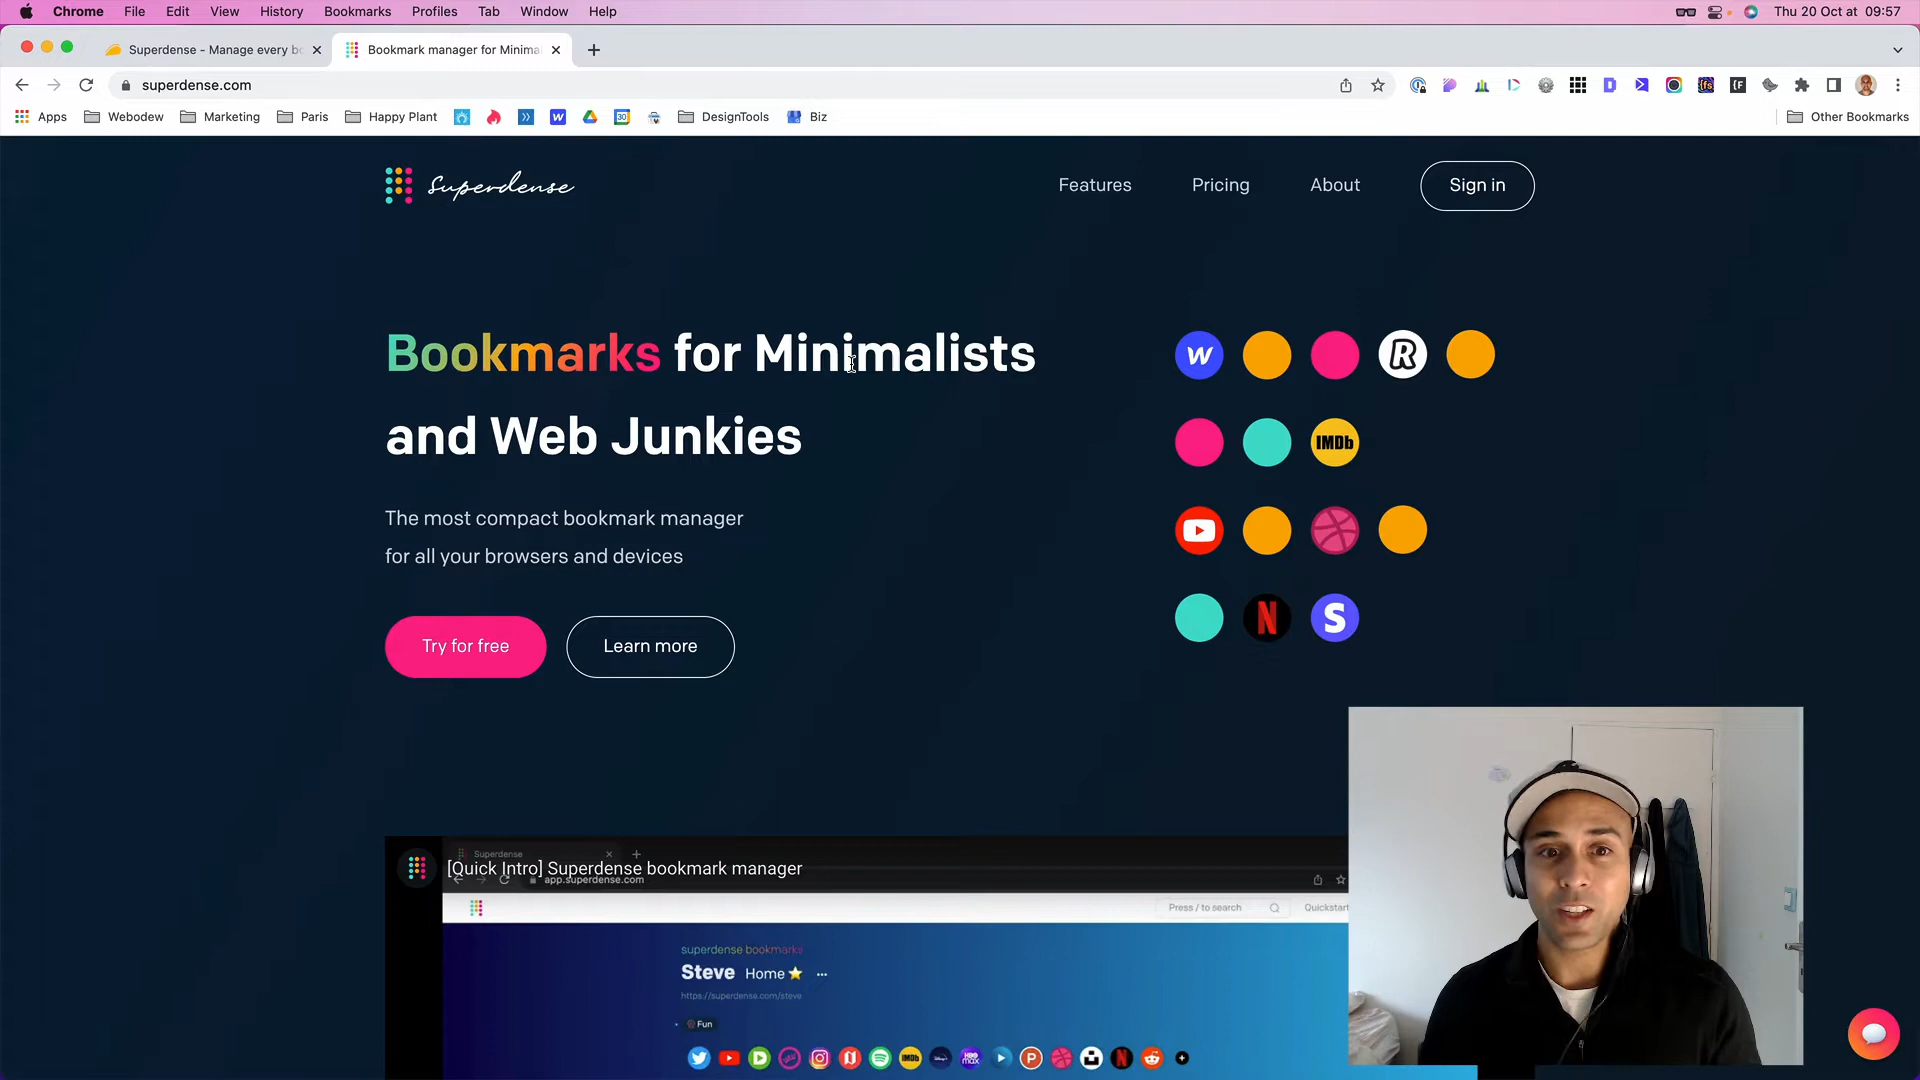 Chrome File Edit View History Bookmarks Profiles Tab Window Help
Thu 20 Oct at 09:57
Superdense - Manage every bo
Bookmark manager for Minima
superdense.com
Apps Webodew Marketing Paris Happy Plant 30 DesignTools Biz Other Bookmarks
Superdense
Features Pricing About Sign in
Bookmarks for Minimalists
and Web Junkies
The most compact bookmark manager
for all your browsers and devices
Try for free Learn more
W R
IMDb
N S
Superdense
[Quick Intro] Superdense bookmark manager
app.superdense.com
Press / to search Quickstart
superdense bookmarks
Steve Home
https://superdense.com/steve
Fun